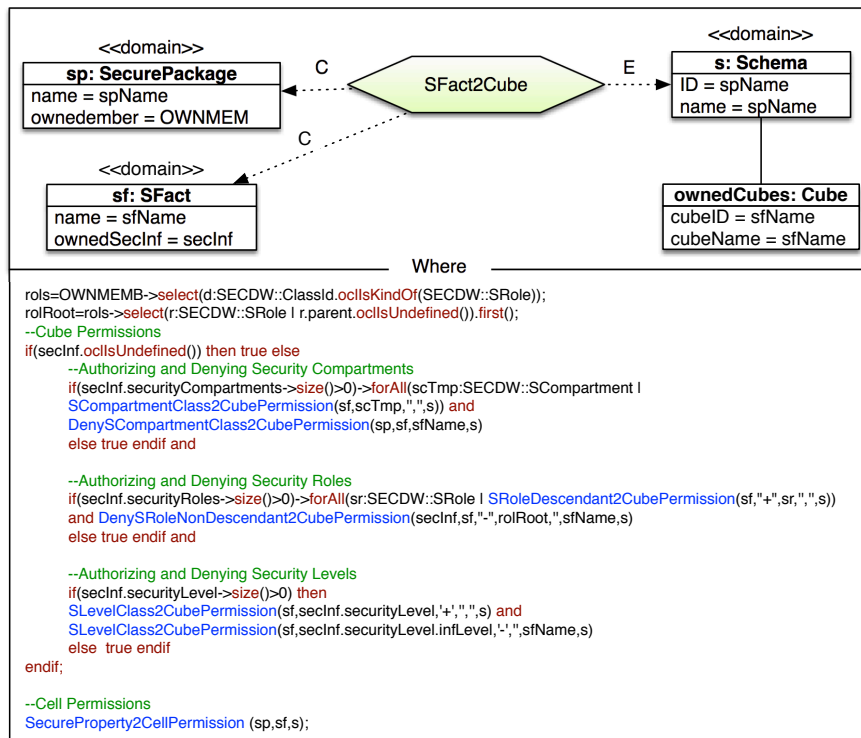 <<domain>>
sp: SecurePackage
name = spName
ownedember = OWNMEM
C
SFact2Cube
E
<<domain>>
s: Schema
ID = spName
name = spName
C
<<domain>>
sf: SFact
name = sfName
ownedSecInf = secInf
ownedCubes: Cube
cubeID = sfName
cubeName = sfName
Where
rols=OWNMEMB->select(d:SECDW::ClassId.oclIsKindOf(SECDW::SRole));
rolRoot=rols->select(r:SECDW::SRole I r.parent.oclIsUndefined()).first();
--Cube Permissions
if(secInf.oclIsUndefined()) then true else
--Authorizing and Denying Security Compartments
if(secInf.securityCompartments->size()>0)->forAll(scTmp:SECDW::SCompartment I
SCompartmentClass2CubePermission(sf,scTmp,'','',s)) and
DenySCompartmentClass2CubePermission(sp,sf,sfName,s)
else true endif and
--Authorizing and Denying Security Roles
if(secInf.securityRoles->size()>0)->forAll(sr:SECDW::SRole I SRoleDescendant2CubePermission(sf,"+",sr,'','',s))
and DenySRoleNonDescendant2CubePermission(secInf,sf,"-",rolRoot,'',sfName,s)
else true endif and
--Authorizing and Denying Security Levels
if(secInf.securityLevel->size()>0) then
SLevelClass2CubePermission(sf,secInf.securityLevel,'+','','',s) and
SLevelClass2CubePermission(sf,secInf.securityLevel.infLevel,'-','',sfName,s)
else true endif
endif;
--Cell Permissions
SecureProperty2CellPermission (sp,sf,s);